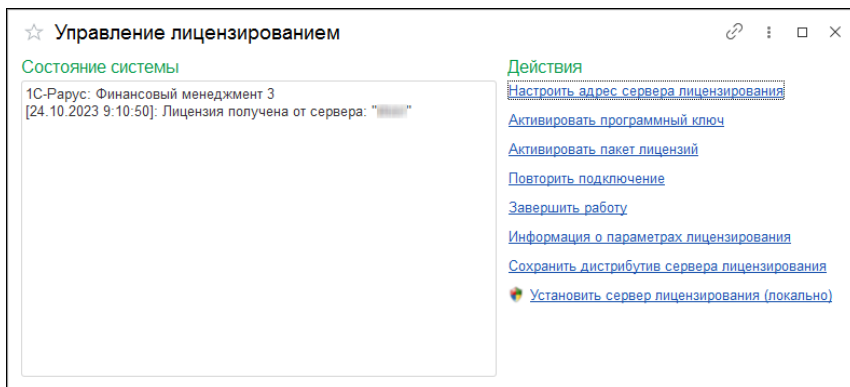 Управление лицензированием
Состояние системы
1С-Рарус: Финансовый менеджмент 3
[24.10.2023 9:10:50]: Лицензия получена от сервера: " "
Действия
Настроить адрес сервера лицензирования
Активировать программный ключ
Активировать пакет лицензий
Повторить подключение
Завершить работу
Информация о параметрах лицензирования
Сохранить дистрибутив сервера лицензирования
Установить сервер лицензирования (локально)